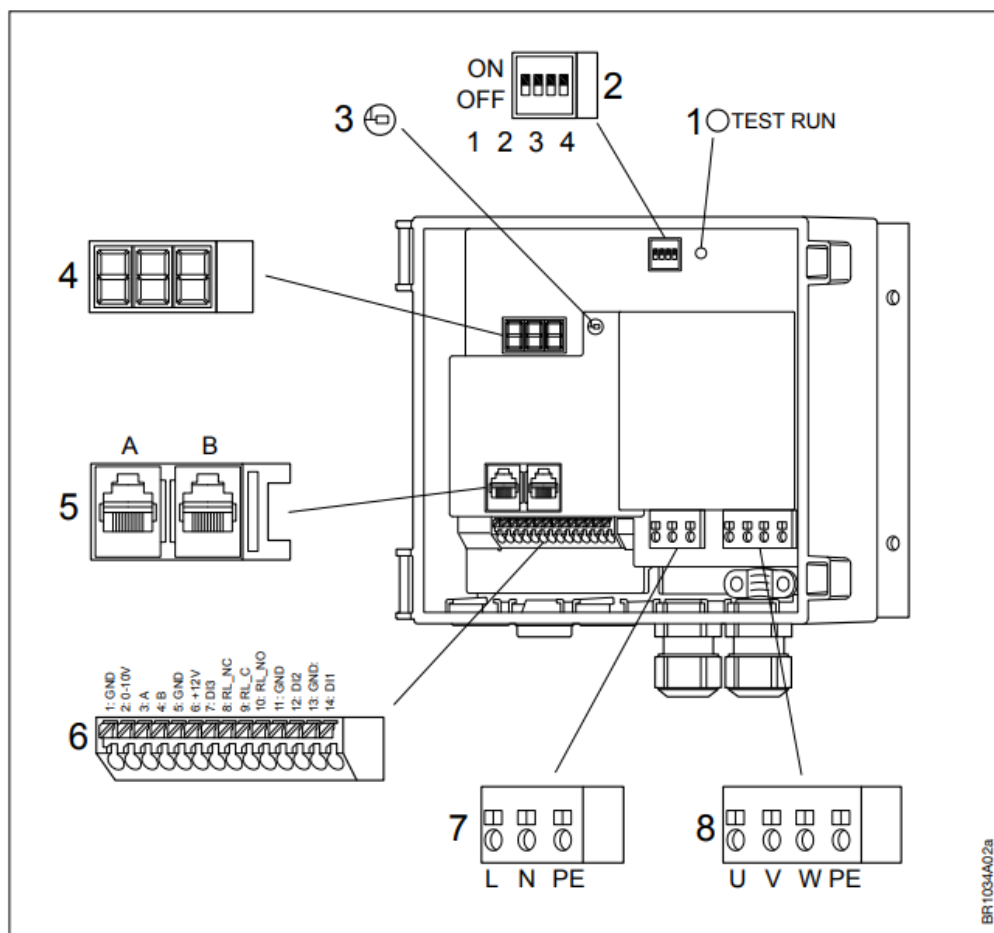 ON
OFF
1 2 3 4
2
3
1 TEST RUN
4
A B
5
1: GND
2: 0-10V
3: A
4: B
5: GND
6: +12V
7: DI3
8: RL_NC
9: RL_C
10: RL_NO
11: GND
12: DI2
13: GND:
14: DI1
6
7
L N PE
8
U V W PE
BR1034A02a